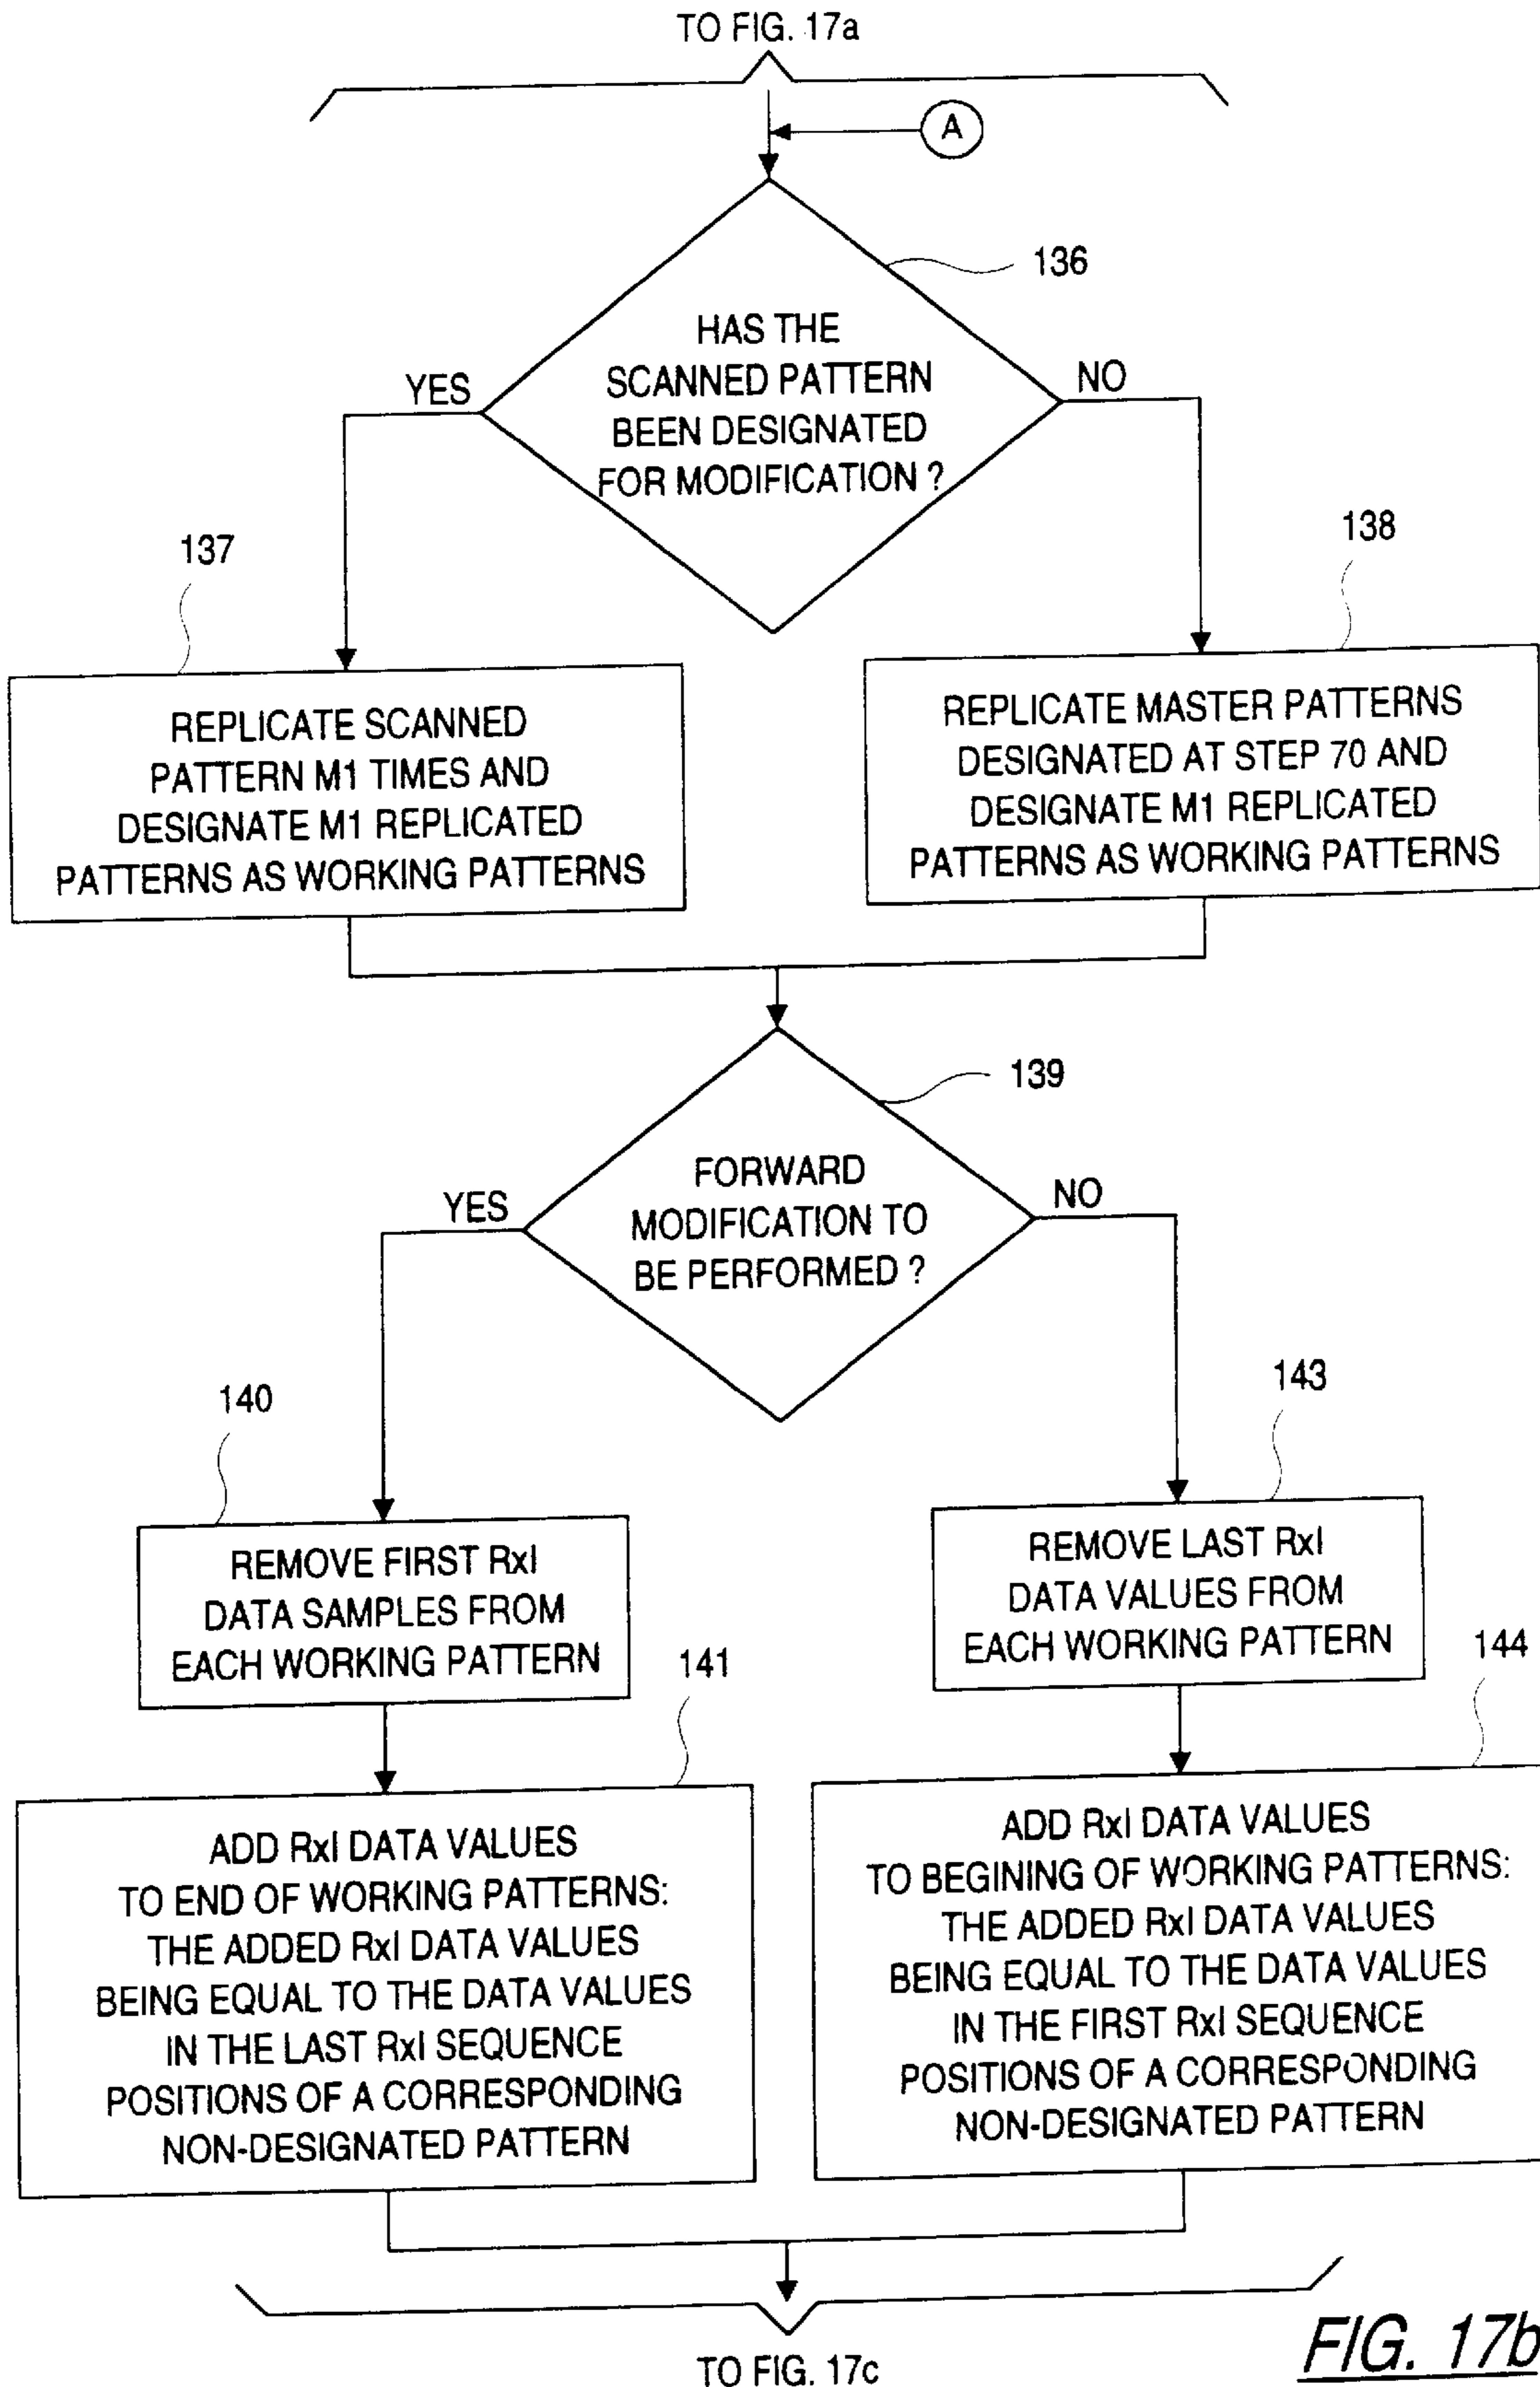 TO FIG. 17a
A
136
HAS THE
SCANNED PATTERN
BEEN DESIGNATED
FOR MODIFICATION ?
YES
NO
137
138
REPLICATE SCANNED
PATTERN M1 TIMES AND
DESIGNATE M1 REPLICATED
PATTERNS AS WORKING PATTERNS
REPLICATE MASTER PATTERNS
DESIGNATED AT STEP 70 AND
DESIGNATE M1 REPLICATED
PATTERNS AS WORKING PATTERNS
139
FORWARD
MODIFICATION TO
BE PERFORMED ?
YES
NO
140
143
REMOVE FIRST RxI
DATA SAMPLES FROM
EACH WORKING PATTERN
REMOVE LAST RxI
DATA VALUES FROM
EACH WORKING PATTERN
141
144
ADD RxI DATA VALUES
TO END OF WORKING PATTERNS:
THE ADDED RxI DATA VALUES
BEING EQUAL TO THE DATA VALUES
IN THE LAST RxI SEQUENCE
POSITIONS OF A CORRESPONDING
NON-DESIGNATED PATTERN
ADD RxI DATA VALUES
TO BEGINING OF WORKING PATTERNS:
THE ADDED RxI DATA VALUES
BEING EQUAL TO THE DATA VALUES
IN THE FIRST RxI SEQUENCE
POSITIONS OF A CORRESPONDING
NON-DESIGNATED PATTERN
TO FIG. 17c
FIG. 17b